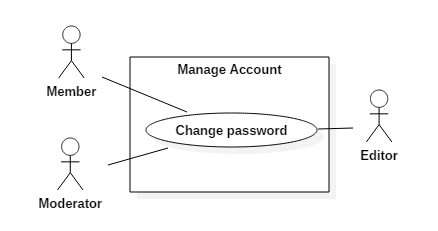 Manage Account
Member
Change password
Editor
Moderator